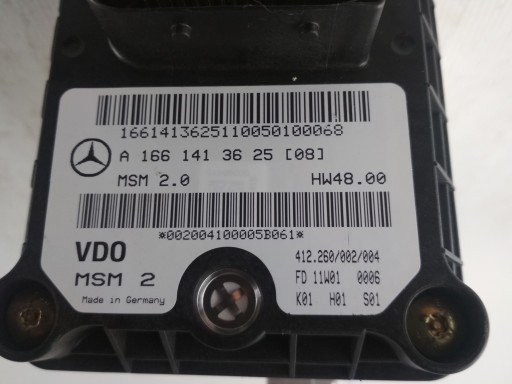 1661413625110050100068
A 166 141 36 25 [08]
MSM 2.0 HW48.00
*002004100005B061*
VDO 412.260/002/004
MSM 2 FD 11W01 0006
Made in Germany K01 H01 S01